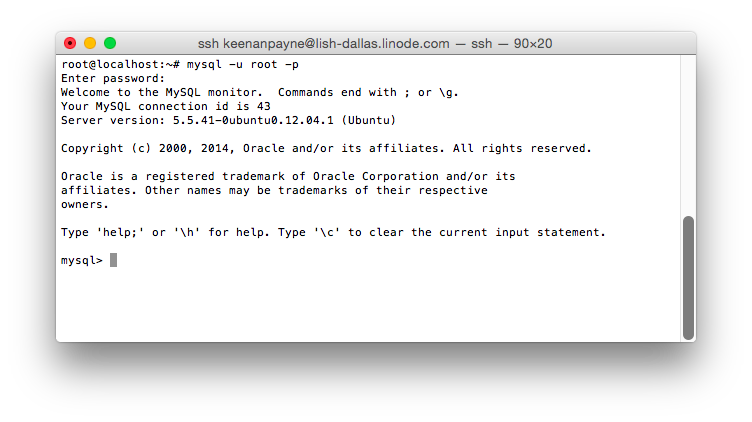 ssh keenanpayne@lish-dallas.linode.com — ssh — 90×20
root@localhost:~# mysql -u root -p
Enter password:
Welcome to the MySQL monitor.  Commands end with ; or \g.
Your MySQL connection id is 43
Server version: 5.5.41-0ubuntu0.12.04.1 (Ubuntu)
Copyright (c) 2000, 2014, Oracle and/or its affiliates. All rights reserved.
Oracle is a registered trademark of Oracle Corporation and/or its
affiliates. Other names may be trademarks of their respective
owners.
Type 'help;' or '\h' for help. Type '\c' to clear the current input statement.
mysql>